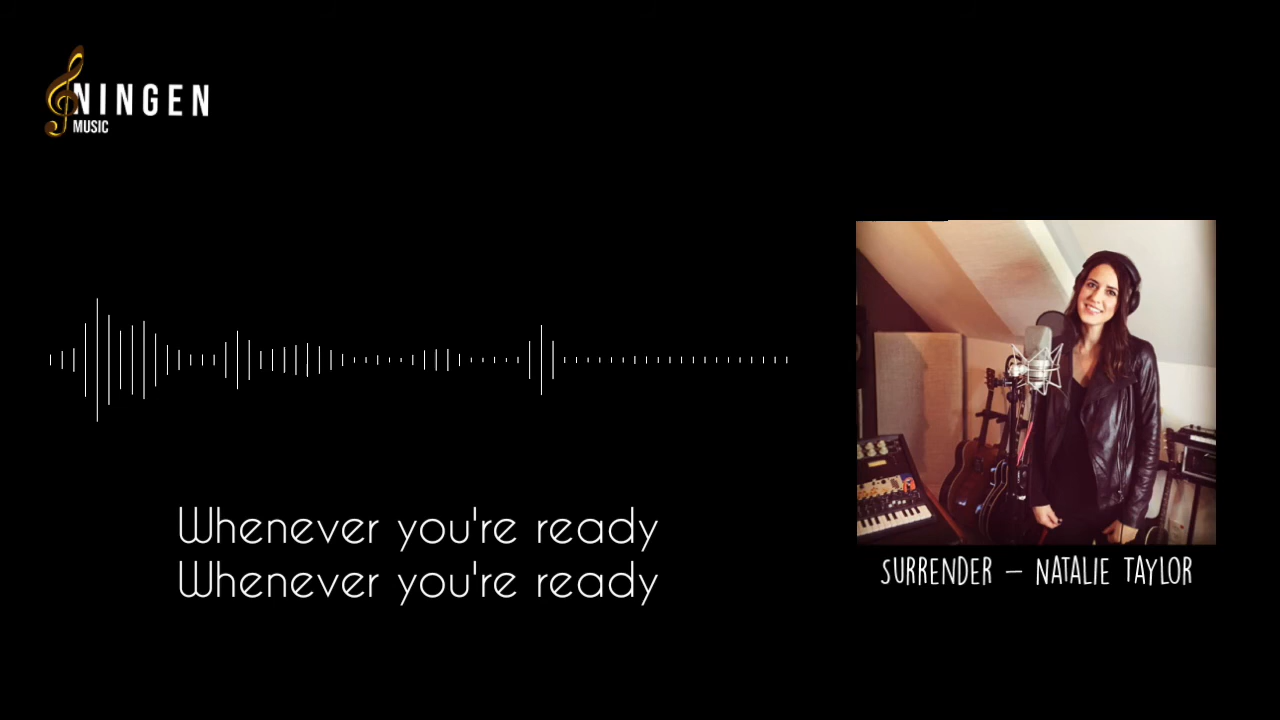 NINGEN
MUSIC
Whenever you're ready
Whenever you're ready
SURRENDER – NATALIE TAYLOR